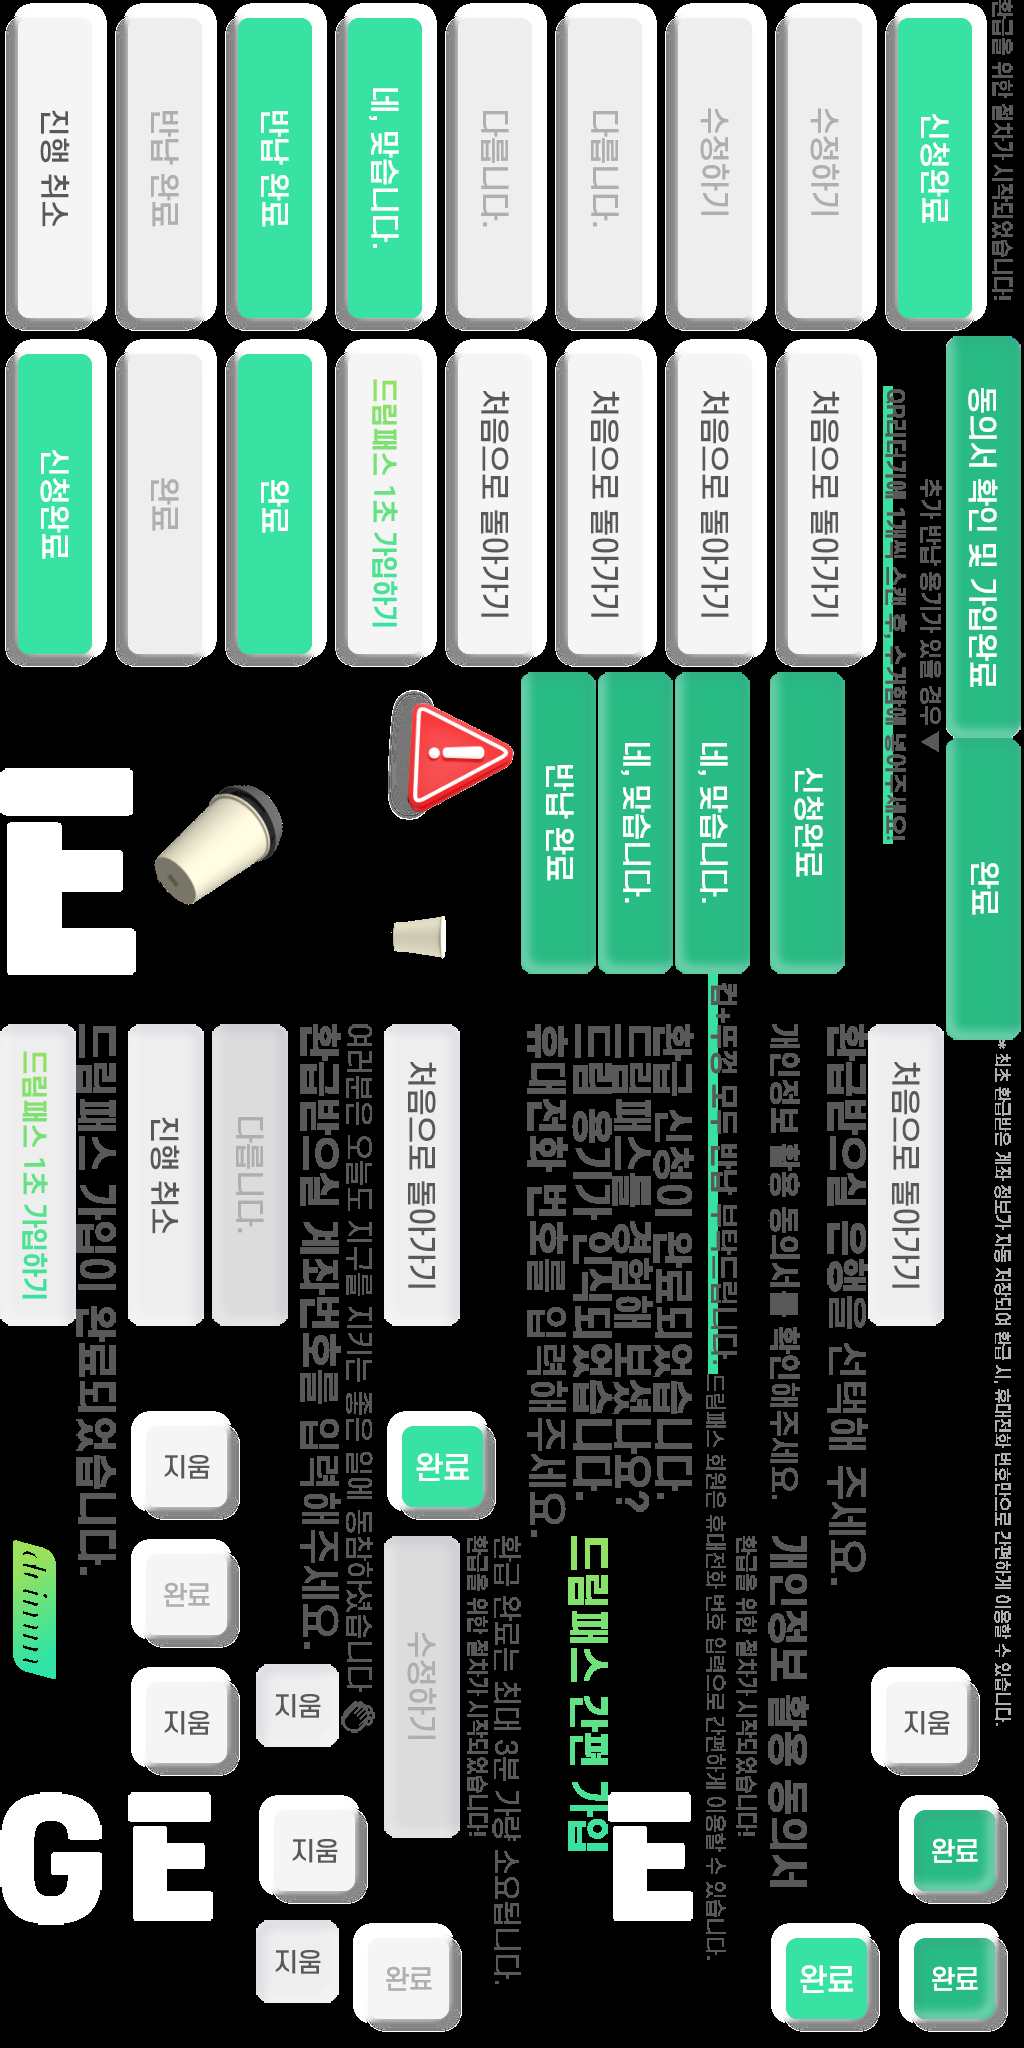 환급을 위한 절차가 시작되었습니다!
신청완료
수정하기
수정하기
다릅니다.
다릅니다.
네, 맞습니다.
반납 완료
반납 완료
진행 취소
동의서 확인 및 가입완료
추가 반납 용기가 있을 경우▼
QR리더기에 1개씩 스캔 후, 수거함에 넣어주세요!
처음으로 돌아가기
처음으로 돌아가기
처음으로 돌아가기
처음으로 돌아가기
드림패스 1초 가입하기
완료
완료
신청완료
완료
신청완료
네, 맞습니다.
네, 맞습니다.
반납 완료
E
* 최초 환급받은 계좌 정보가 자동 저장되어 환급 시, 휴대전화 번호만으로 간편하게 이용할 수 있습니다.
처음으로 돌아가기
환급받으실 은행을 선택해 주세요.
개인정보 활용 동의서를 확인해주세요.
컵+뚜껑 모두 반납 부탁드립니다.
드림패스 회원은 휴대전화 번호 입력으로 간편하게 이용할 수 있습니다.
환급 신청이 완료되었습니다.
드림패스를 경험해 보셨나요?
드림 용기가 인식되었습니다.
휴대전화 번호를 입력해주세요.
처음으로 돌아가기
여러분은 오늘도 지구를 지키는 좋은 일에 동참하셨습니다
환급받으실 계좌번호를 입력해주세요.
다릅니다.
진행 취소
드림패스 가입이 완료되었습니다.
드림패스 1초 가입하기
개인정보 활용 동의서
환급을 위한 절차가 시작되었습니다!
드림패스 간편 가입
환급 완료는 최대 3분 가량 소요됩니다.
환급을 위한 절차가 시작되었습니다!
수정하기
지움
완료
완료
지움
지움
지움
지움
완료
GE
E
지움
완료
지움
완료
완료